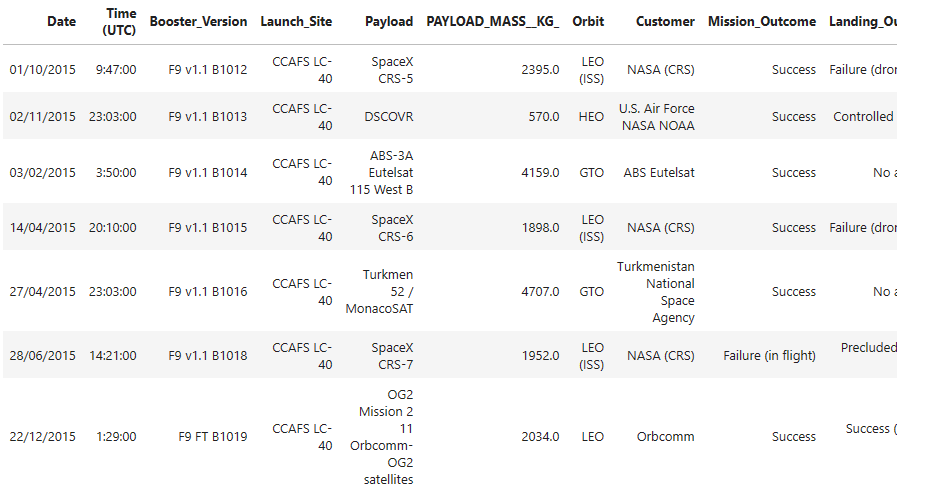 Date Time (UTC) Booster_Version Launch_Site Payload PAYLOAD_MASS__KG_ Orbit Customer Mission_Outcome
01/10/2015 9:47:00 F9 v1.1 B1012 CCAFS LC-40 SpaceX CRS-5 2395.0 LEO (ISS) NASA (CRS) Success Failure
02/11/2015 23:03:00 F9 v1.1 B1013 CCAFS LC-40 DSCOVR 570.0 HEO U.S. Air Force NASA NOAA Success Controlled
03/02/2015 3:50:00 F9 v1.1 B1014 CCAFS LC-40 ABS-3A Eutelsat 115 West B 4159.0 GTO ABS Eutelsat Success No
14/04/2015 20:10:00 F9 v1.1 B1015 CCAFS LC-40 SpaceX CRS-6 1898.0 LEO (ISS) NASA (CRS) Success Failure
27/04/2015 23:03:00 F9 v1.1 B1016 CCAFS LC-40 Turkmen 52 / MonacoSAT 4707.0 GTO Turkmenistan National Space Agency Success No
28/06/2015 14:21:00 F9 v1.1 B1018 CCAFS LC-40 SpaceX CRS-7 1952.0 LEO (ISS) NASA (CRS) Failure (in flight) Precluded
22/12/2015 1:29:00 F9 FT B1019 CCAFS LC-40 OG2 Mission 2 11 Orbcomm-OG2 satellites 2034.0 LEO Orbcomm Success Success (